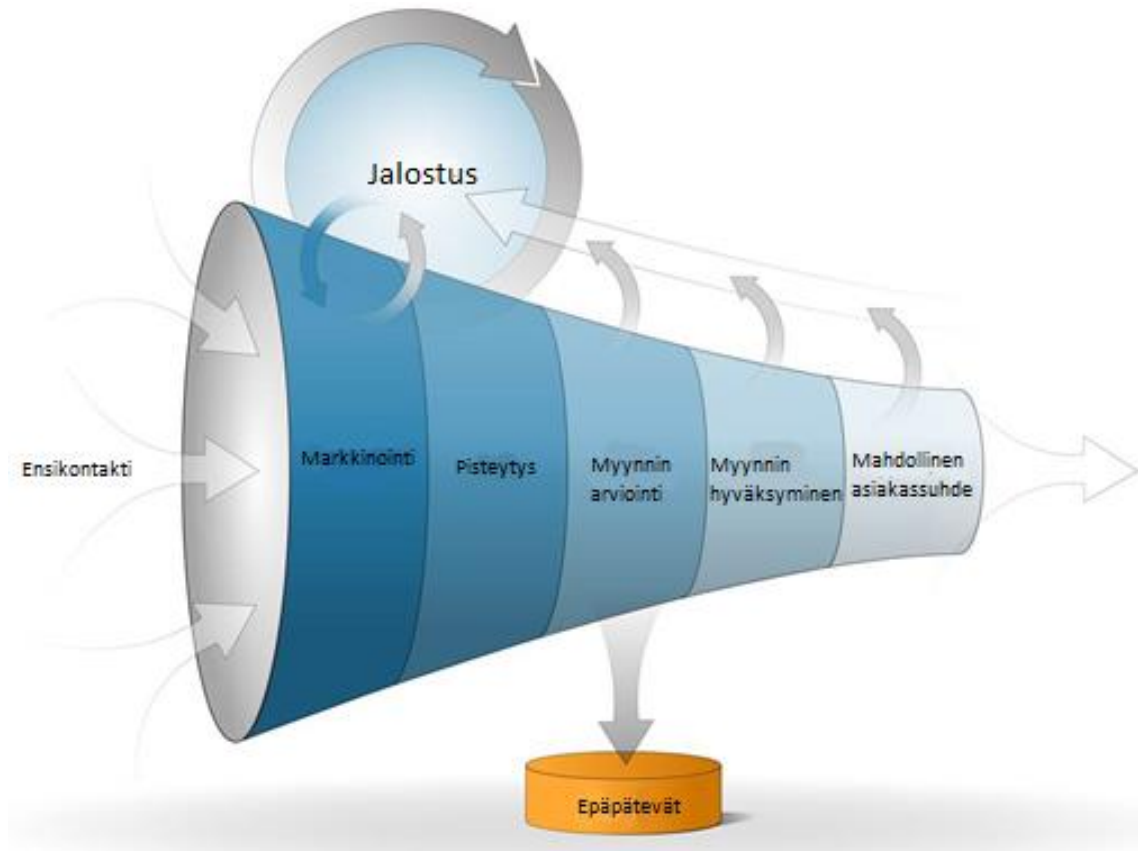 Jalostus
Ensikontakti
Markkinointi
Pisteytys
Myynnin
arviointi
Myynnin
hyväksyminen
Mahdollinen
asiakassuhde
Epäpätevät